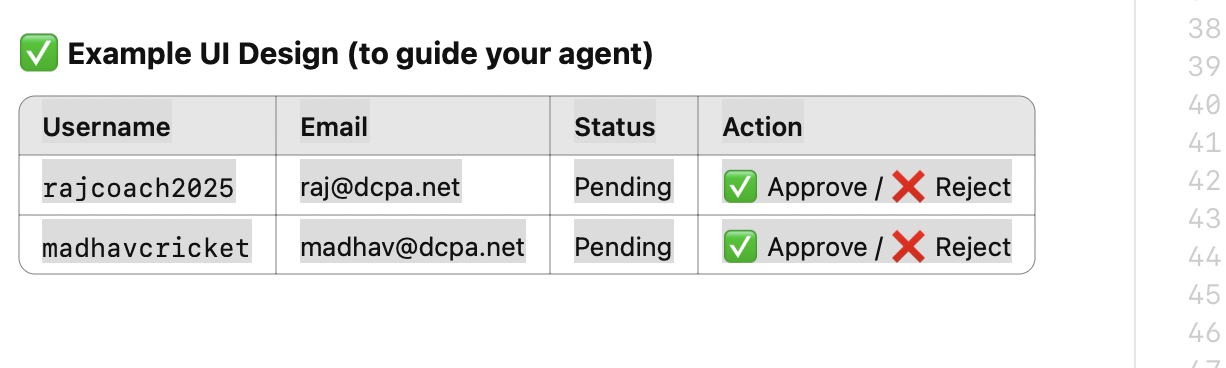 ✅ Example UI Design (to guide your agent)
Username Email Status Action
rajcoach2025 raj@dcpa.net Pending ✅ Approve / ❌ Reject
madhavcricket madhav@dcpa.net Pending ✅ Approve / ❌ Reject
38
39
40
41
42
43
44
45
46